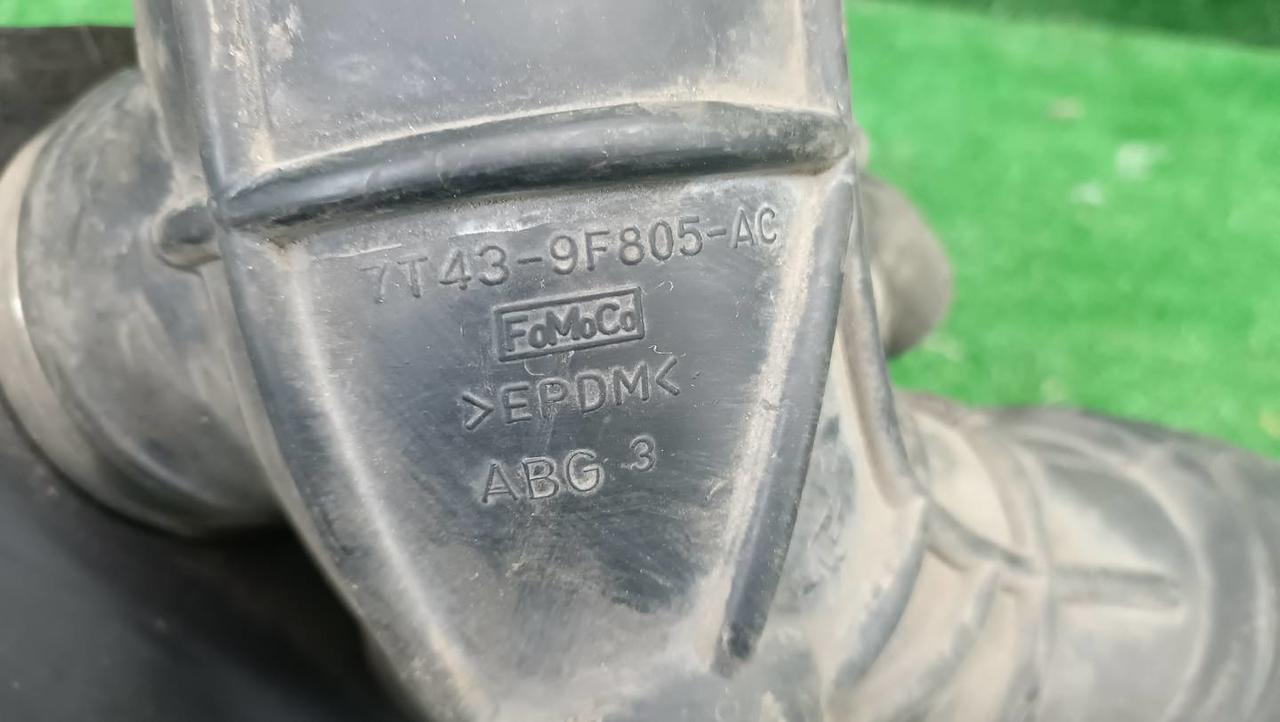 7T43-9F805-AC
FoMoCo
>EPDM<
ABG 3